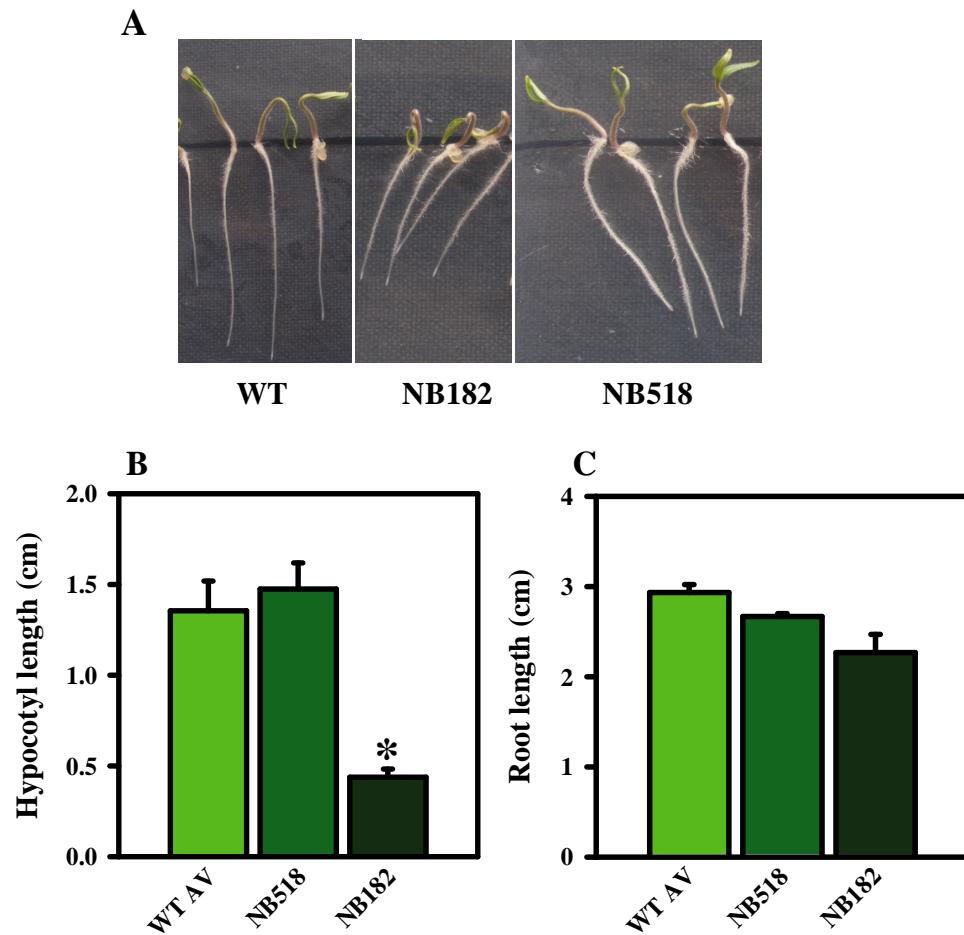 A
WT NB182 NB518
B
Hypocotyl length (cm)
2.0
1.5
1.0
0.5
0.0
*
WT AV NB518 NB182
C
Root length (cm)
4
3
2
1
0
WT AV NB518 NB182